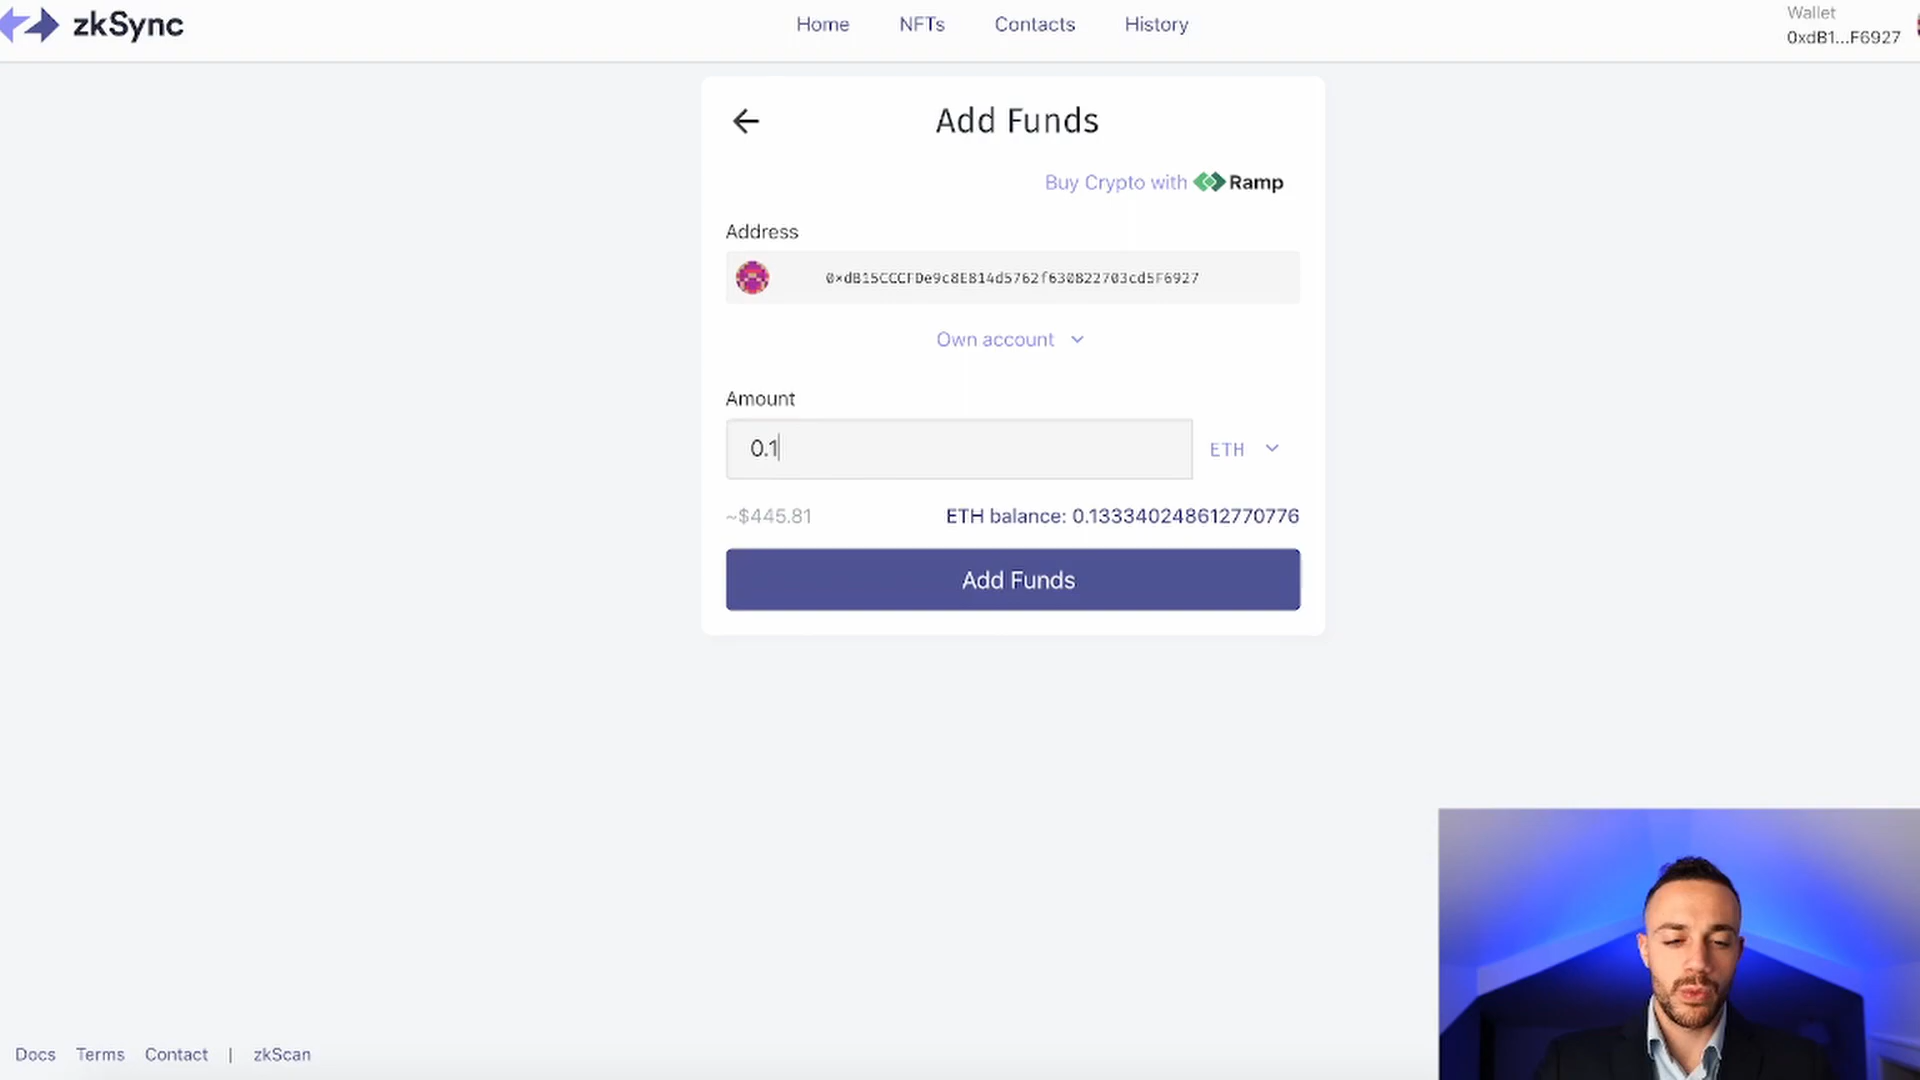 zkSync
Home NFTs Contacts History
Wallet
0xdB1...F6927
Add Funds
Buy Crypto with Ramp
Address
0xdB15CCCFDe9c8E814d5762f630822703cd5F6927
Own account
Amount
0.1
ETH
~$445.81 ETH balance: 0.133340248612770776
Add Funds
Docs Terms Contact | zkScan